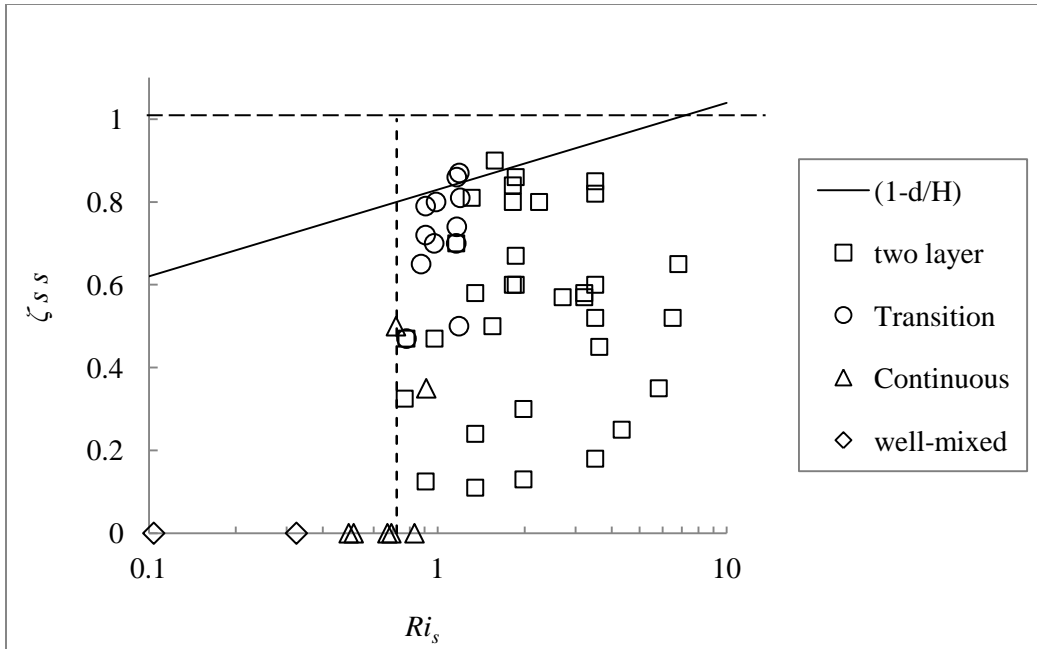 1
0.8
0.6
0.4
0.2
0
0.1
1
10
ζ s s
Ri_s
(1-d/H)
two layer
Transition
Continuous
well-mixed